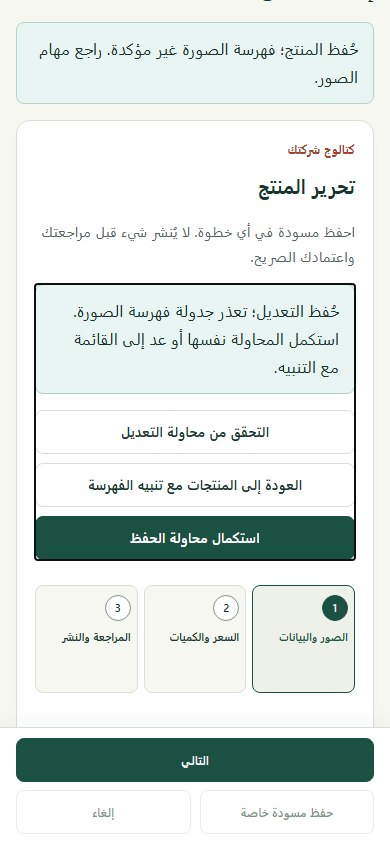 حُفظ المنتج؛ فهرسة الصورة غير مؤكدة. راجع مهام
الصور.
كتالوج شركتك
تحرير المنتج
احفظ مسودة في أي خطوة. لا يُنشر شيء قبل مراجعتك
واعتمادك الصريح.
حُفظ التعديل؛ تعذر جدولة فهرسة الصورة.
استكمل المحاولة نفسها أو عد إلى القائمة
مع التنبيه.
التحقق من محاولة التعديل
العودة إلى المنتجات مع تنبيه الفهرسة
استكمال محاولة الحفظ
1
الصور والبيانات
2
السعر والكميات
3
المراجعة والنشر
التالي
حفظ مسودة خاصة
إلغاء